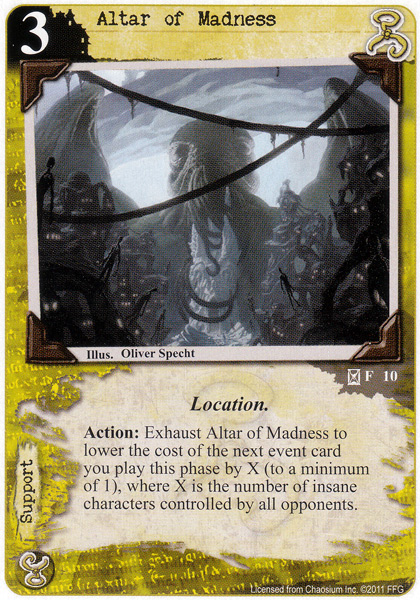 3
Altar of Madness
Illus. Oliver Specht
F 10
Location.
Action: Exhaust Altar of Madness to
lower the cost of the next event card
you play this phase by X (to a minimum
of 1), where X is the number of insane
characters controlled by all opponents.
Support
Licensed from Chaosium Inc. ©2011 FFG